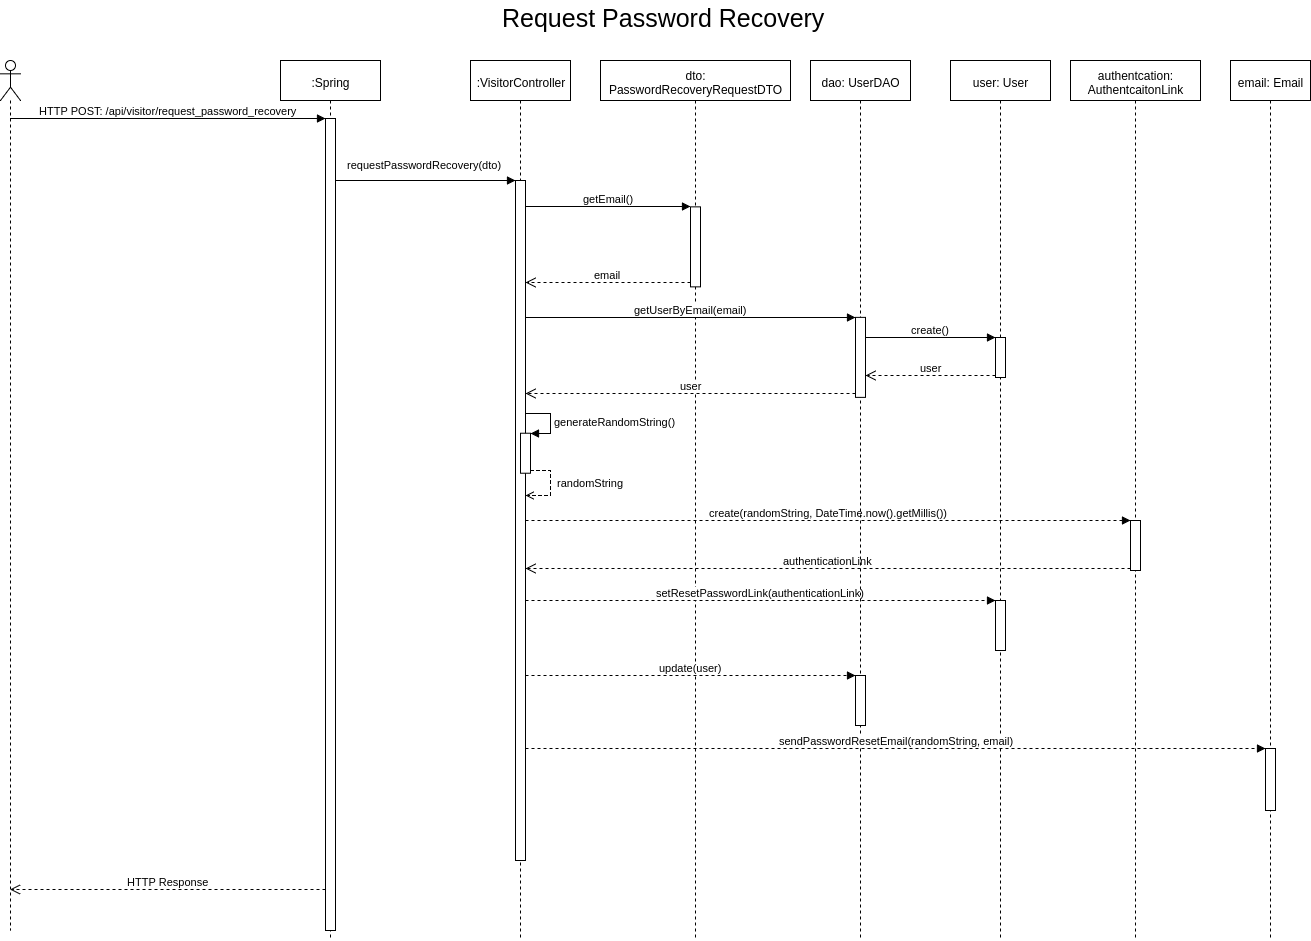 Request Password Recovery
:Spring
:VisitorController
dto:
PasswordRecoveryRequestDTO
dao: UserDAO
user: User
authentcation:
AuthentcaitonLink
email: Email
HTTP POST: /api/visitor/request_password_recovery
requestPasswordRecovery(dto)
getEmail()
email
getUserByEmail(email)
create()
user
user
generateRandomString()
randomString
create(randomString, DateTime.now().getMillis())
authenticationLink
setResetPasswordLink(authenticationLink)
update(user)
sendPasswordResetEmail(randomString, email)
HTTP Response